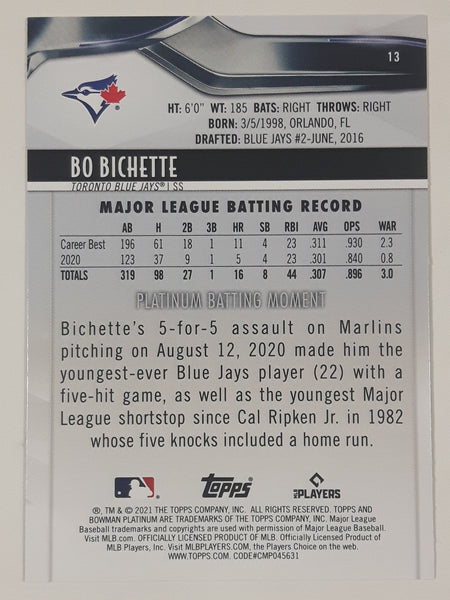 13
HT: 6'0" WT: 185 BATS: RIGHT THROWS: RIGHT
BORN: 3/5/1998, ORLANDO, FL
DRAFTED: BLUE JAYS #2-JUNE, 2016
BO BICHETTE
TORONTO BLUE JAYS® | SS
MAJOR LEAGUE BATTING RECORD
AB H 2B 3B HR SB RBI AVG OPS WAR
Career Best 196 61 18 1 11 4 23 .311 .930 2.3
2020 123 37 9 1 5 4 23 .301 .840 0.8
TOTALS 319 98 27 1 16 8 44 .307 .896 3.0
PLATINUM BATTING MOMENT
Bichette's 5-for-5 assault on Marlins
pitching on August 12, 2020 made him the
youngest-ever Blue Jays player (22) with a
five-hit game, as well as the youngest Major
League shortstop since Cal Ripken Jr. in 1982
whose five knocks included a home run.
Topps
MLB PLAYERS
®, TM & © 2021 THE TOPPS COMPANY, INC. ALL RIGHTS RESERVED. TOPPS AND
BOWMAN PLATINUM ARE TRADEMARKS OF THE TOPPS COMPANY, INC. Major League
Baseball trademarks and copyrights are used with permission of Major League Baseball.
Visit MLB.com. OFFICIALLY LICENSED PRODUCT OF MLB. Officially Licensed Product of
MLB Players, Inc. Visit MLBPLAYERS.COM, the Players Choice on the web.
WWW.TOPPS.COM. CODE#CMP045631